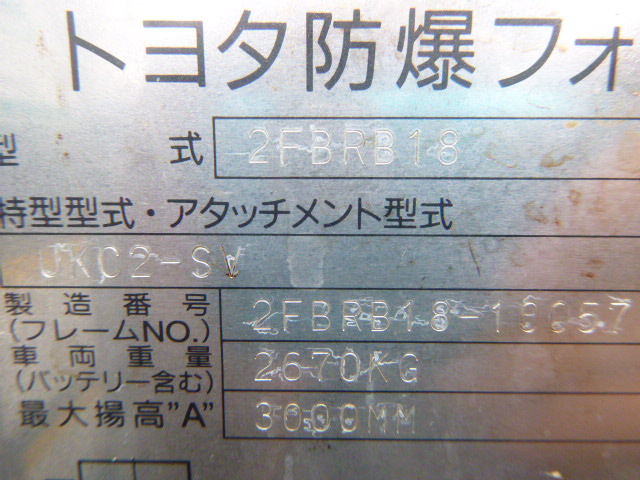 トヨタ防爆フォ
型 式 2FBRB18
特型型式・アタッチメント型式
製造番号
(フレームNO.)
車両重量 2670KG
(バッテリー含む)
最大揚高"A" 3000MM